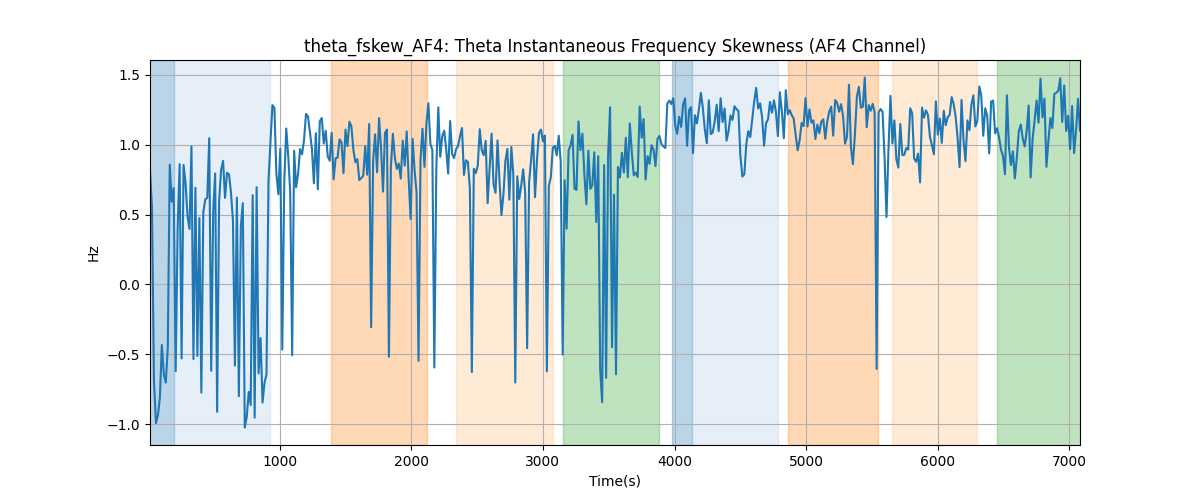 theta_fskew_AF4: Theta Instantaneous Frequency Skewness (AF4 Channel)
1.5
1.0
0.5
0.0
−0.5
−1.0
Hz
1000 2000 3000 4000 5000 6000 7000
Time(s)